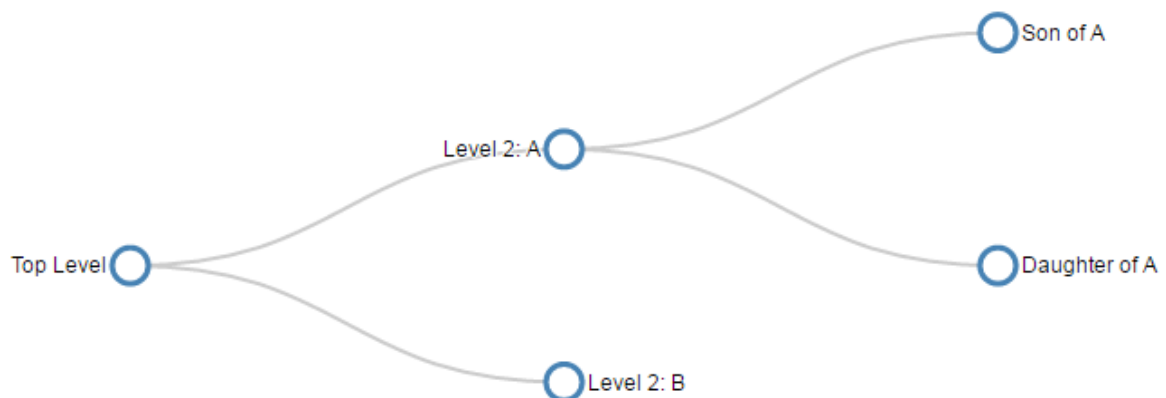 Son of A
Level 2: A
Top Level
Daughter of A
Level 2: B